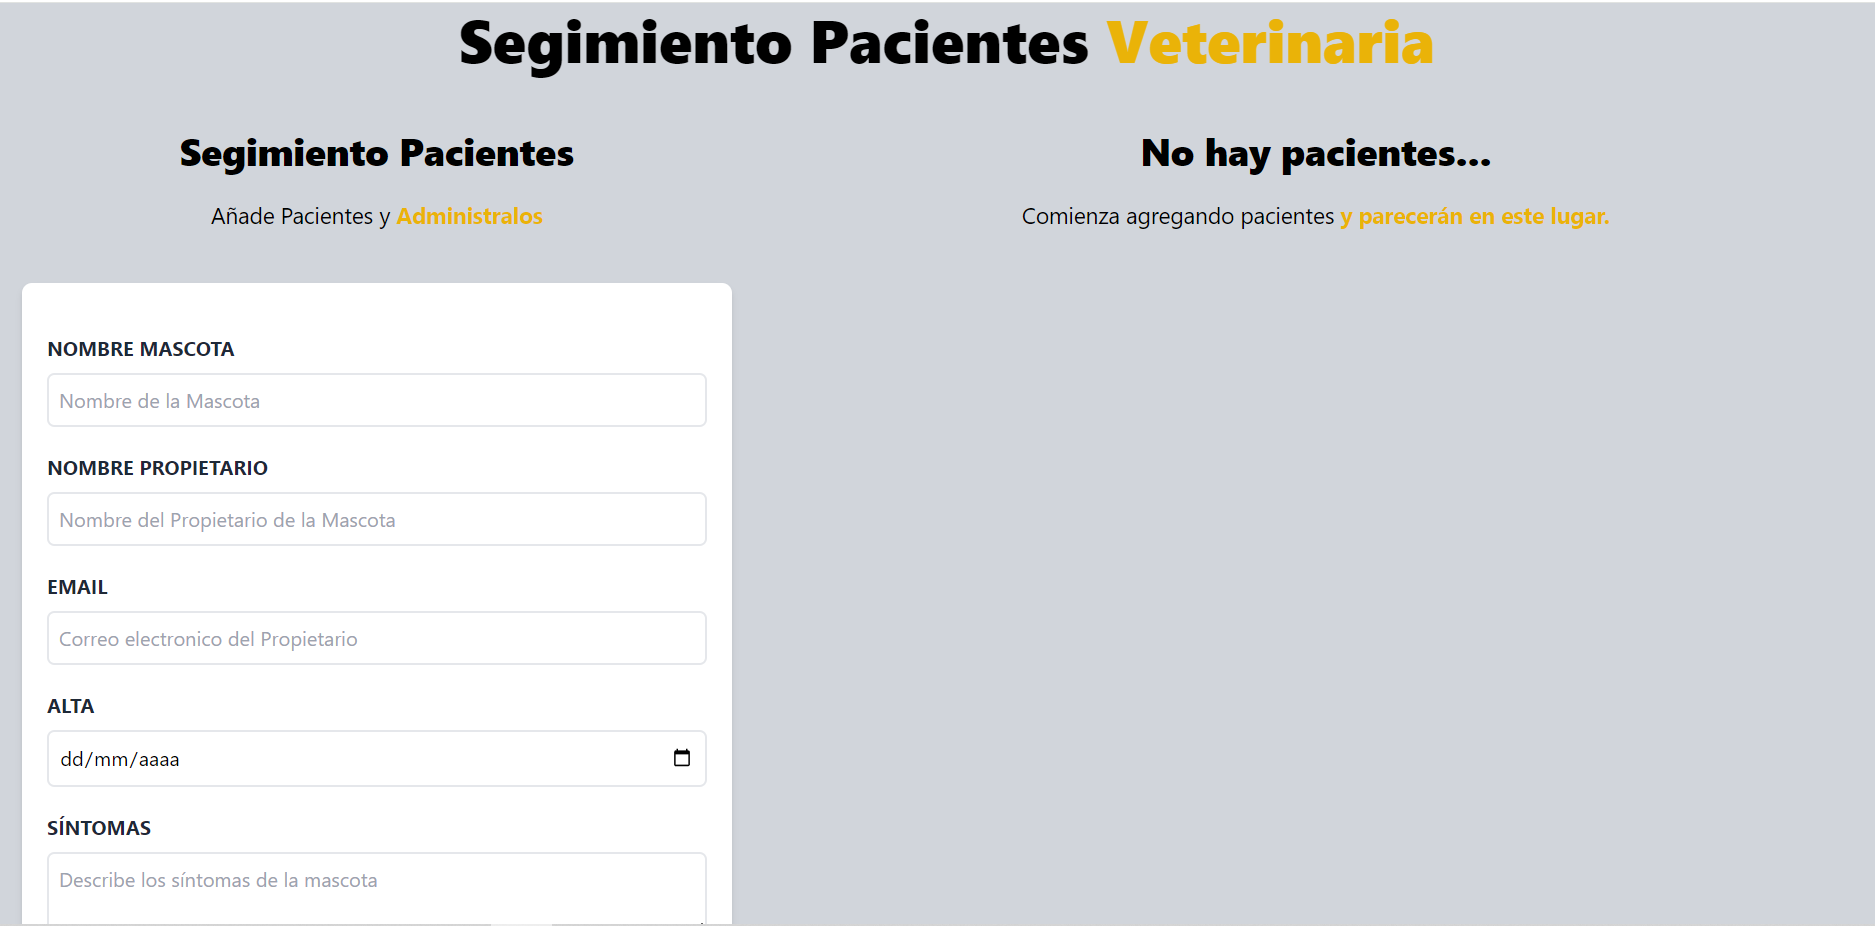 Segimiento Pacientes Veterinaria
Segimiento Pacientes
Añade Pacientes y Administralos
No hay pacientes...
Comienza agregando pacientes y parecerán en este lugar.
NOMBRE MASCOTA
Nombre de la Mascota
NOMBRE PROPIETARIO
Nombre del Propietario de la Mascota
EMAIL
Correo electronico del Propietario
ALTA
dd/mm/aaaa
SÍNTOMAS
Describe los síntomas de la mascota